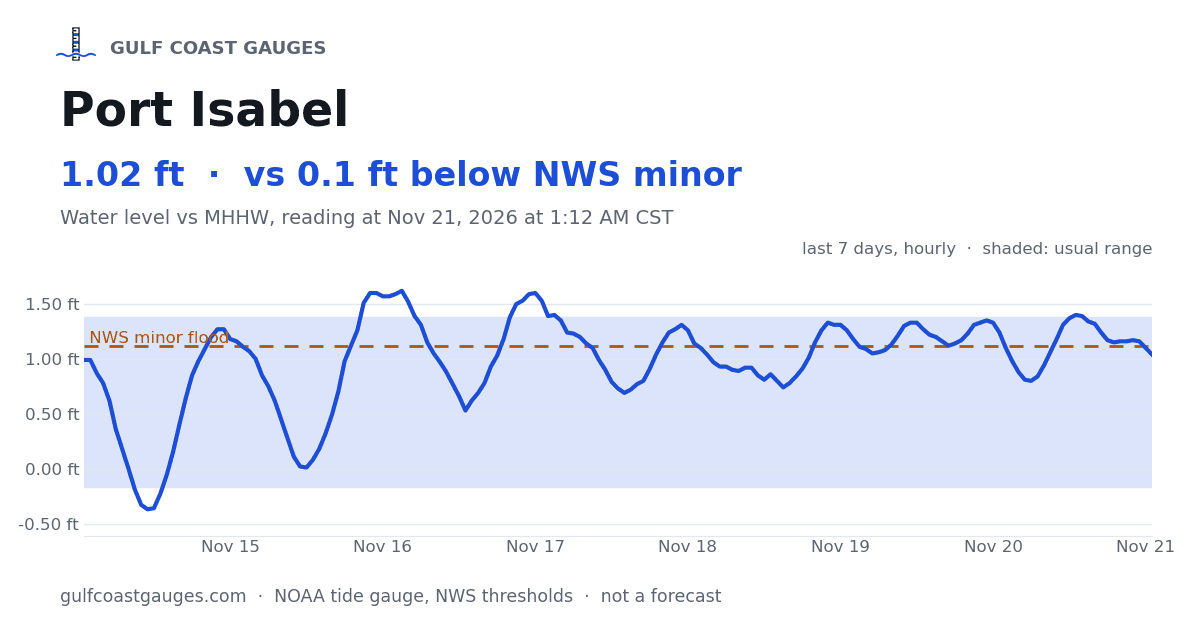 GULF COAST GAUGES
Port Isabel
1.02 ft · vs 0.1 ft below NWS minor
Water level vs MHHW, reading at Nov 21, 2026 at 1:12 AM CST
last 7 days, hourly · shaded: usual range
1.50 ft
NWS minor flood
1.00 ft
0.50 ft
0.00 ft
-0.50 ft
Nov 15 Nov 16 Nov 17 Nov 18 Nov 19 Nov 20 Nov 21
gulfcoastgauges.com · NOAA tide gauge, NWS thresholds · not a forecast